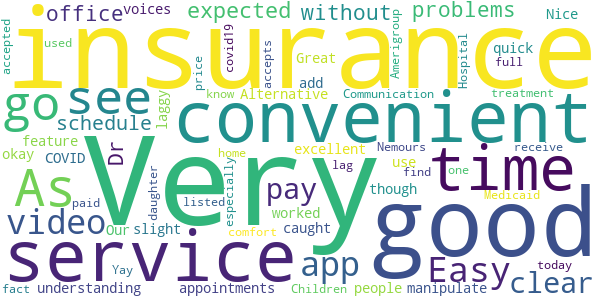 accepted
office
voices
expected
covid19
without
problems
Nice
insurance
accepts
Great
price
add
Amerigroup
Hospital
quick
full
used
go
see
laggy
know
Alternative
Communication
treatment
schedule
convenient
feature
okay
COVID
Dr
Very
home
lag
excellent
Nemours
find
use
one
receive
time
As
daughter
pay
though
Medicaid
paid
listed
especially
worked
good
video
Our
slight
comfort
caught
service
app
Easy
today
clear
Yay
fact
understanding
appointments
Children
people
manipulate